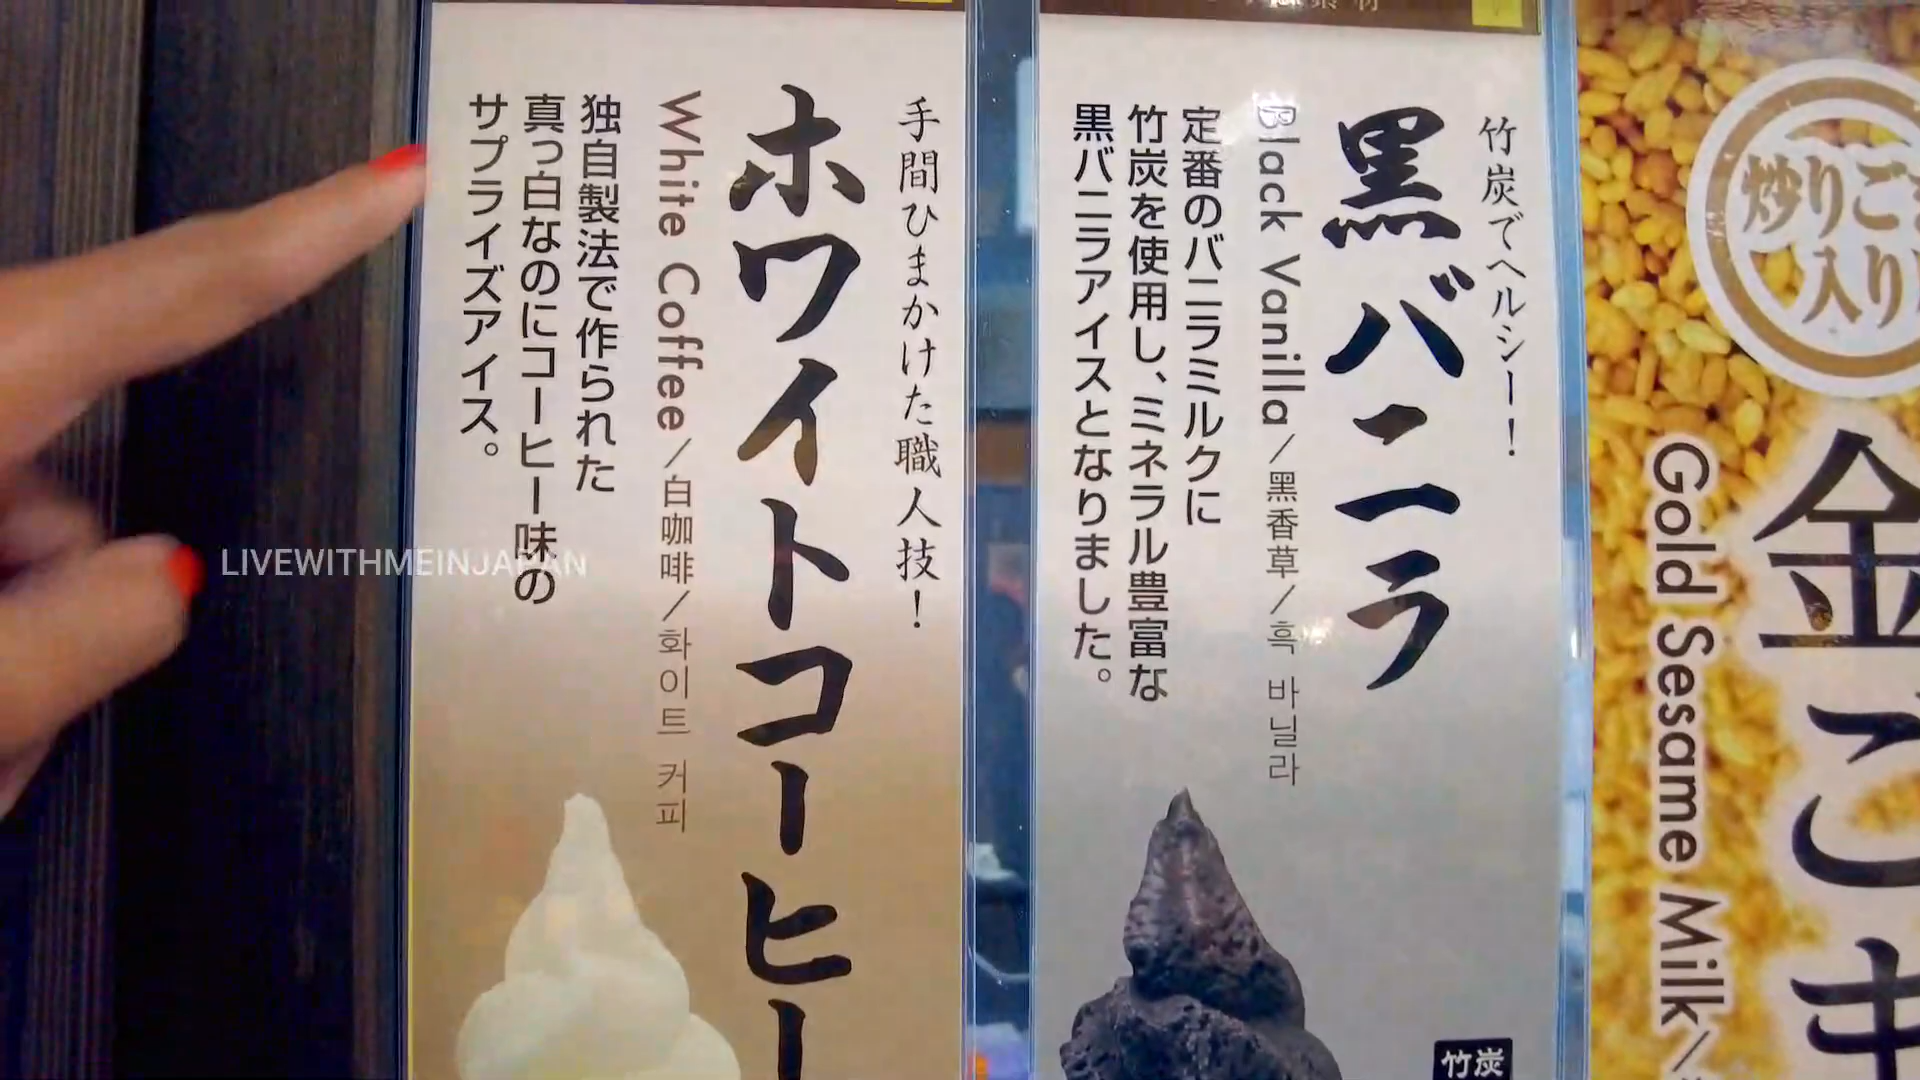 手間ひまかけた職人技！
ホワイトコーヒー
White Coffee／白咖啡／화이트 커피
独自製法で作られた
真っ白なのにコーヒー味の
サプライズアイス。
竹炭でヘルシー！
黒バニラ
Black Vanilla／黑香草／흑 바닐라
定番のバニラミルクに
竹炭を使用し、ミネラル豊富な
黒バニラアイスとなりました。
竹炭
炒りごま
入り
金ごま
Gold Sesame Milk／
LIVEWITHMEINJAPAN